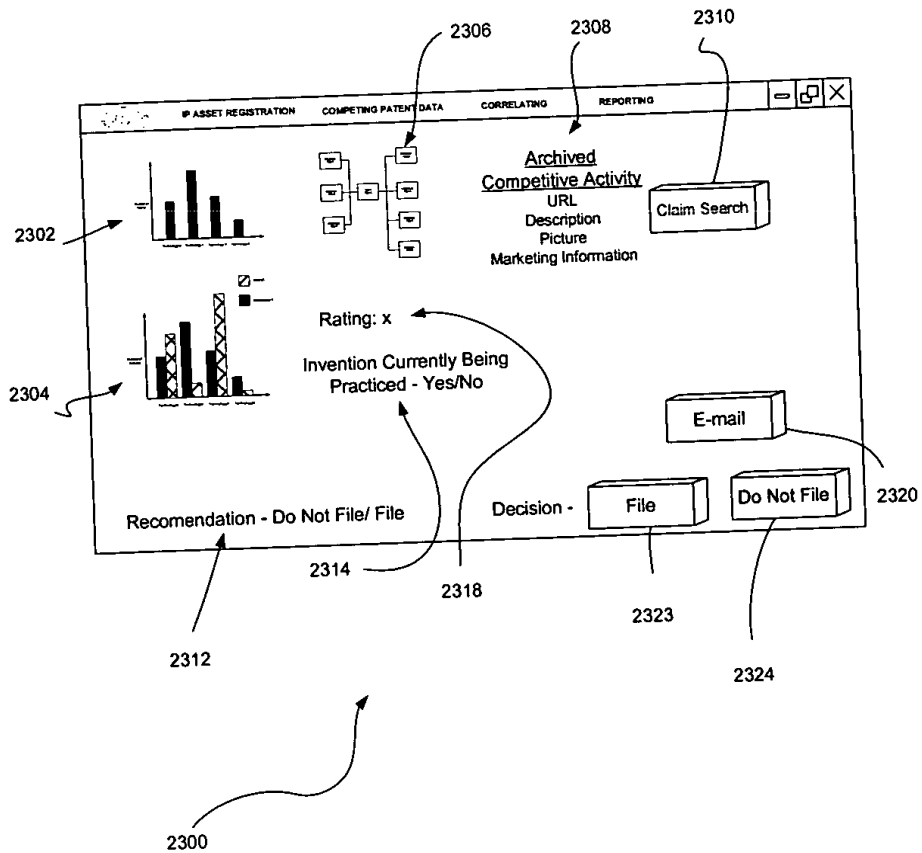 2306
2308
2310
IP ASSET REGISTRATION COMPETING PATENT DATA CORRELATING REPORTING
Archived
Competitive Activity
URL
Description
Picture
Marketing Information
Claim Search
2302
Rating: x
Invention Currently Being
Practiced - Yes/No
2304
E-mail
2320
Recomendation - Do Not File/ File
Decision -
File
Do Not File
2314
2318
2323
2312
2324
2300